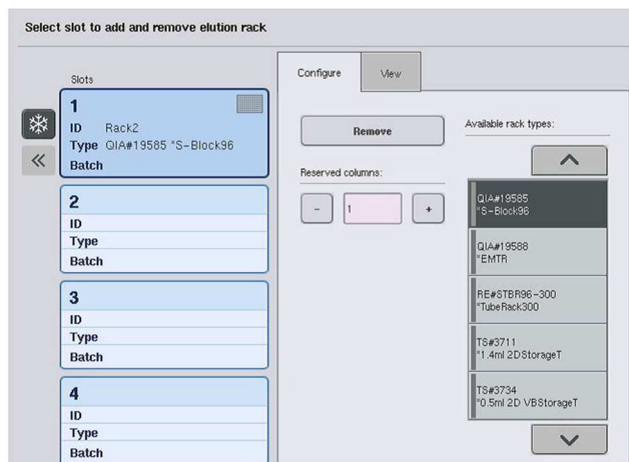 Select slot to add and remove elution rack
Slots
1
ID Rack2
Type QIA#19585 *S-Block96
Batch
2
ID
Type
Batch
3
ID
Type
Batch
4
ID
Type
Batch
Configure
View
Remove
Reserved columns:
-
1
+
Available rack types:
QIA#19585
*S-Block96
QIA#19588
*EMTR
RE#STBR96-300
*TubeRack300
TS#3711
*1.4ml 2DStorageT
TS#3734
*0.5ml 2D VBStorageT